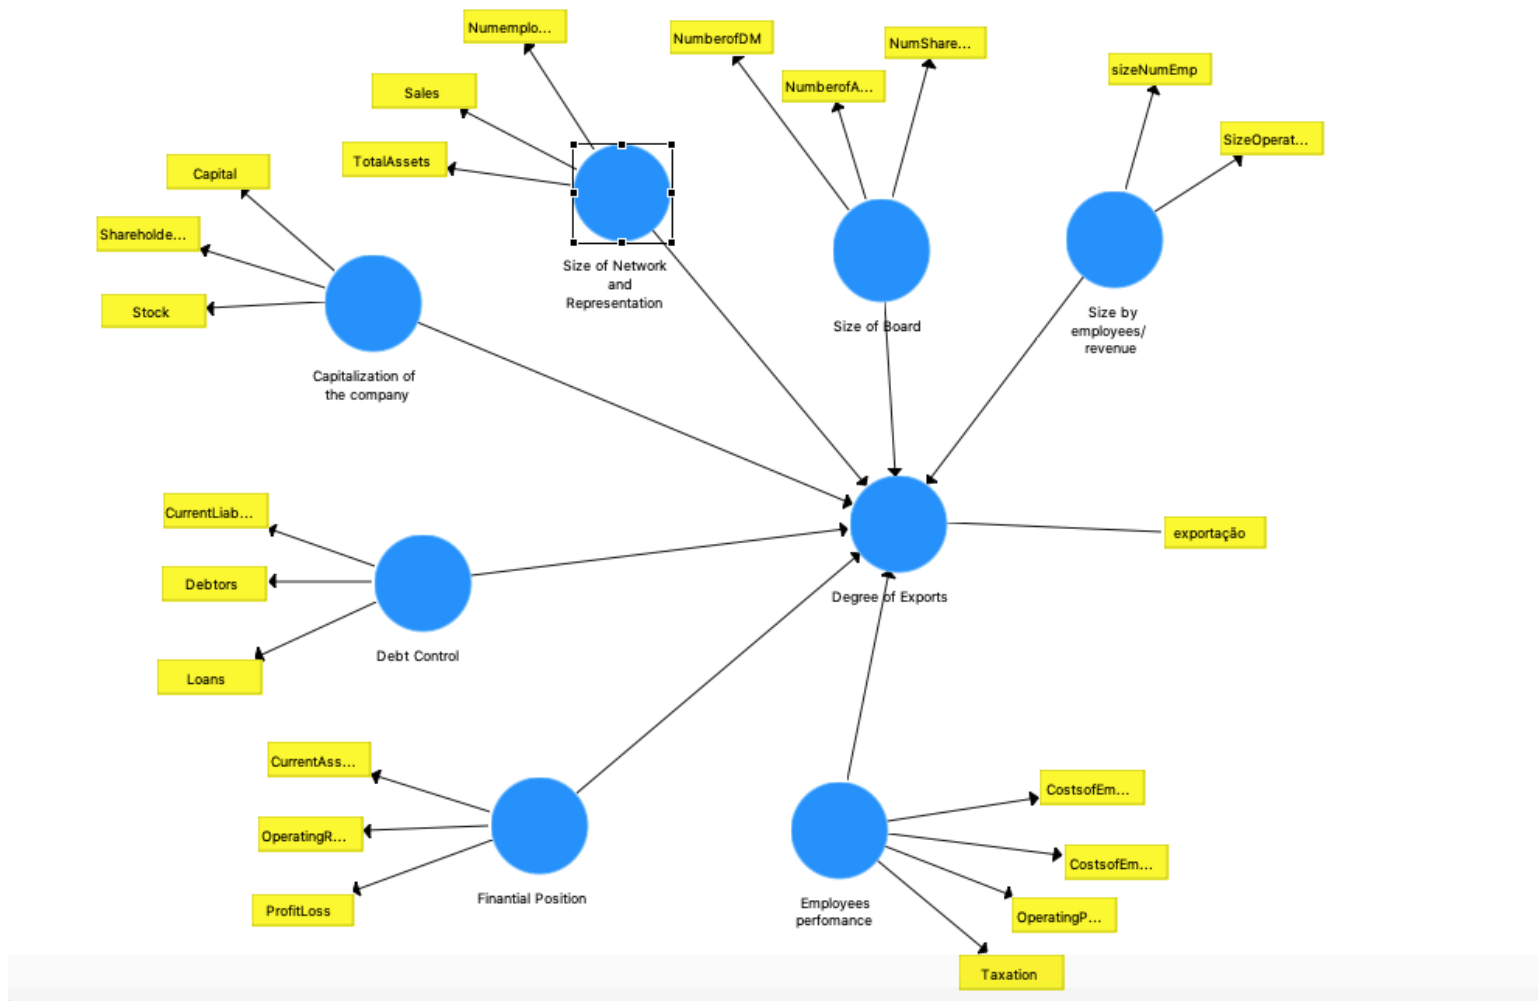 Numemplo...
NumberofDM
NumShare...
sizeNumEmp
Sales
NumberofA...
SizeOperat...
TotalAssets
Capital
Shareholde...
Stock
Size of Network
and
Representation
Size of Board
Size by
employees/
revenue
Capitalization of
the company
CurrentLiab...
Debtors
Loans
Debt Control
exportação
Degree of Exports
CurrentAss...
OperatingR...
ProfitLoss
Finantial Position
Employees
perfomance
CostsofEm...
CostsofEm...
OperatingP...
Taxation